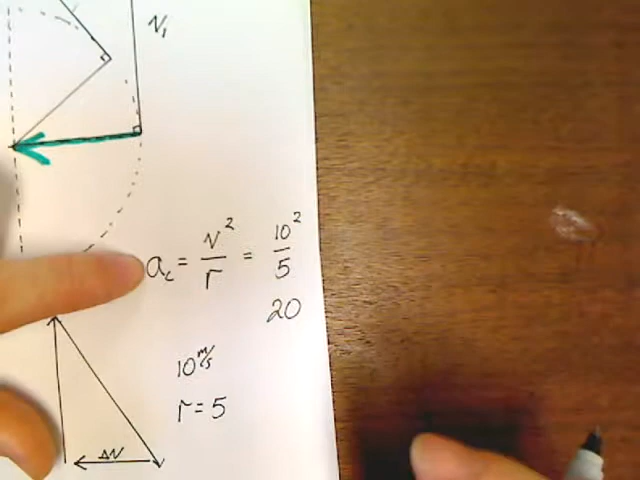 V₁
a꜀ = V²/r = 10²/5
20
10 m/s
r = 5
ΔV